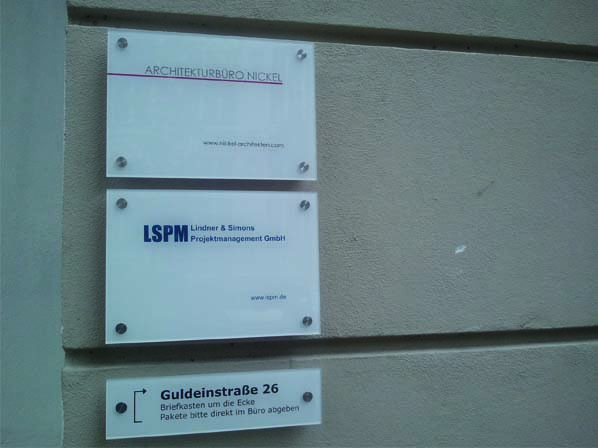 ARCHITEKTURBÜRO NICKEL
www.nickel-architekten.com
LSPM Lindner & Simons
Projektmanagement GmbH
www.lspm.de
Guldeinstraße 26
Briefkasten um die Ecke
Pakete bitte direkt im Büro abgeben